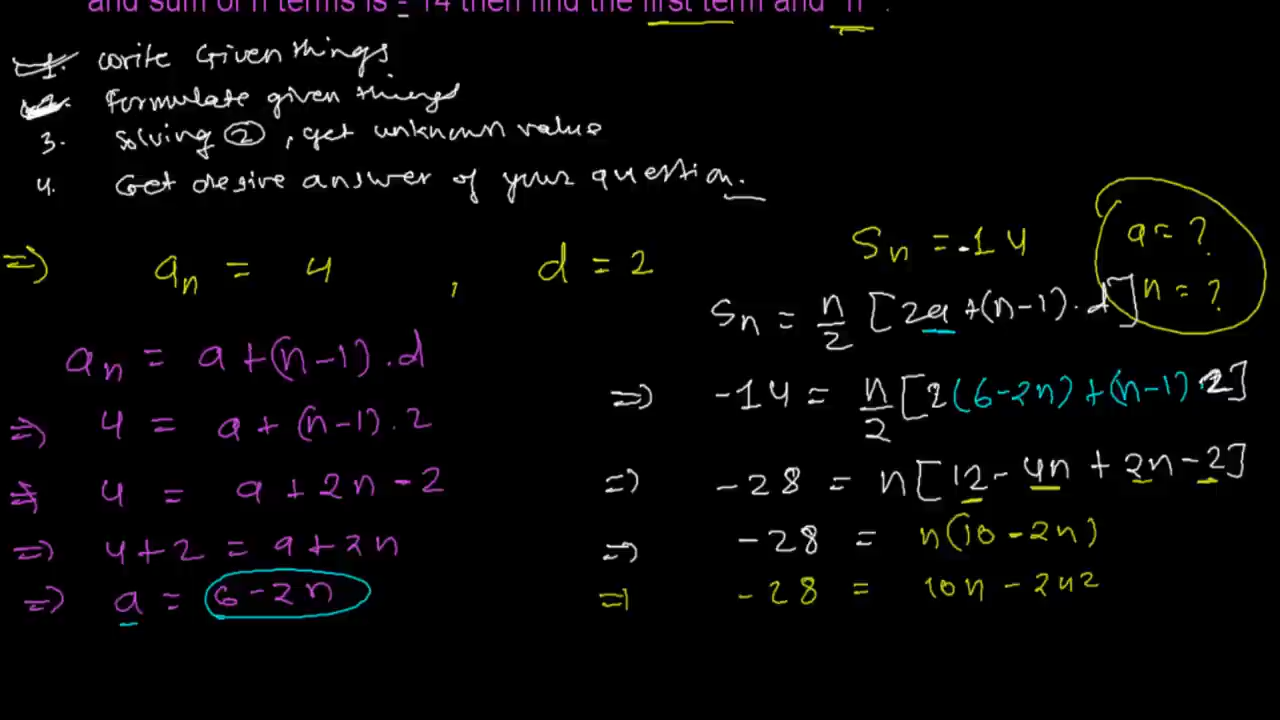 and sum of n terms is - 14 then find the first term and "n" .
1. write Given things
2. formulate given things
3. solving ②, get unknown value
4. Get desire answer of your question.
=> aₙ = 4 , d = 2
Sₙ = -14
a = ?
n = ?
aₙ = a + (n-1) . d
=> 4 = a + (n-1) . 2
=> 4 = a + 2n - 2
=> 4 + 2 = a + 2n
=> a = 6 - 2n
Sₙ = n/2 [2a + (n-1) . d]
=> -14 = n/2 [2(6-2n) + (n-1) 2]
=> -28 = n[12 - 4n + 2n - 2]
=> -28 = n(10 - 2n)
=> -28 = 10n - 2n2